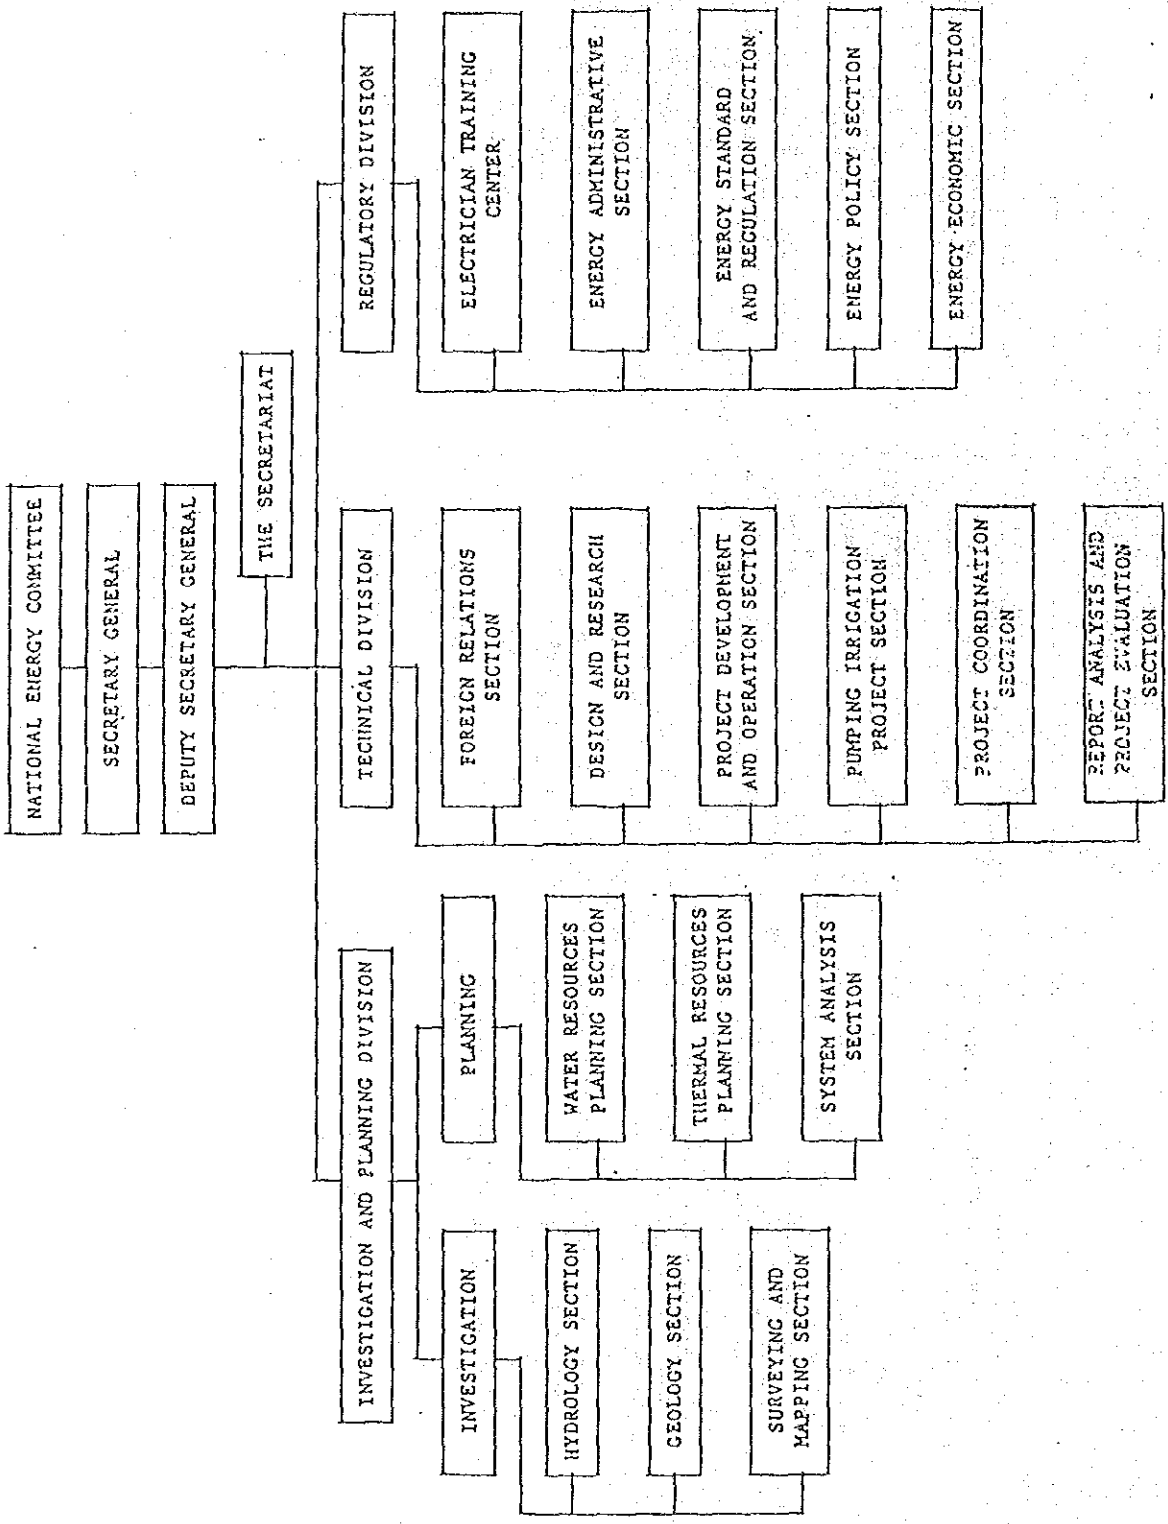 NATIONAL ENERGY COMMITTEE
SECRETARY GENERAL
DEPUTY SECRETARY GENERAL
THE SECRETARIAT
INVESTIGATION AND PLANNING DIVISION
INVESTIGATION
HYDROLOGY SECTION
GEOLOGY SECTION
SURVEYING AND
MAPPING SECTION
PLANNING
WATER RESOURCES
PLANNING SECTION
THERMAL RESOURCES
PLANNING SECTION
SYSTEM ANALYSIS
SECTION
TECHNICAL DIVISION
FOREIGN RELATIONS
SECTION
DESIGN AND RESEARCH
SECTION
PROJECT DEVELOPMENT
AND OPERATION SECTION
PUMPING IRRIGATION
PROJECT SECTION
PROJECT COORDINATION
SECTION
REPORT ANALYSIS AND
PROJECT EVALUATION
SECTION
REGULATORY DIVISION
ELECTRICIAN TRAINING
CENTER
ENERGY ADMINISTRATIVE
SECTION
ENERGY STANDARD
AND REGULATION SECTION
ENERGY POLICY SECTION
ENERGY ECONOMIC SECTION